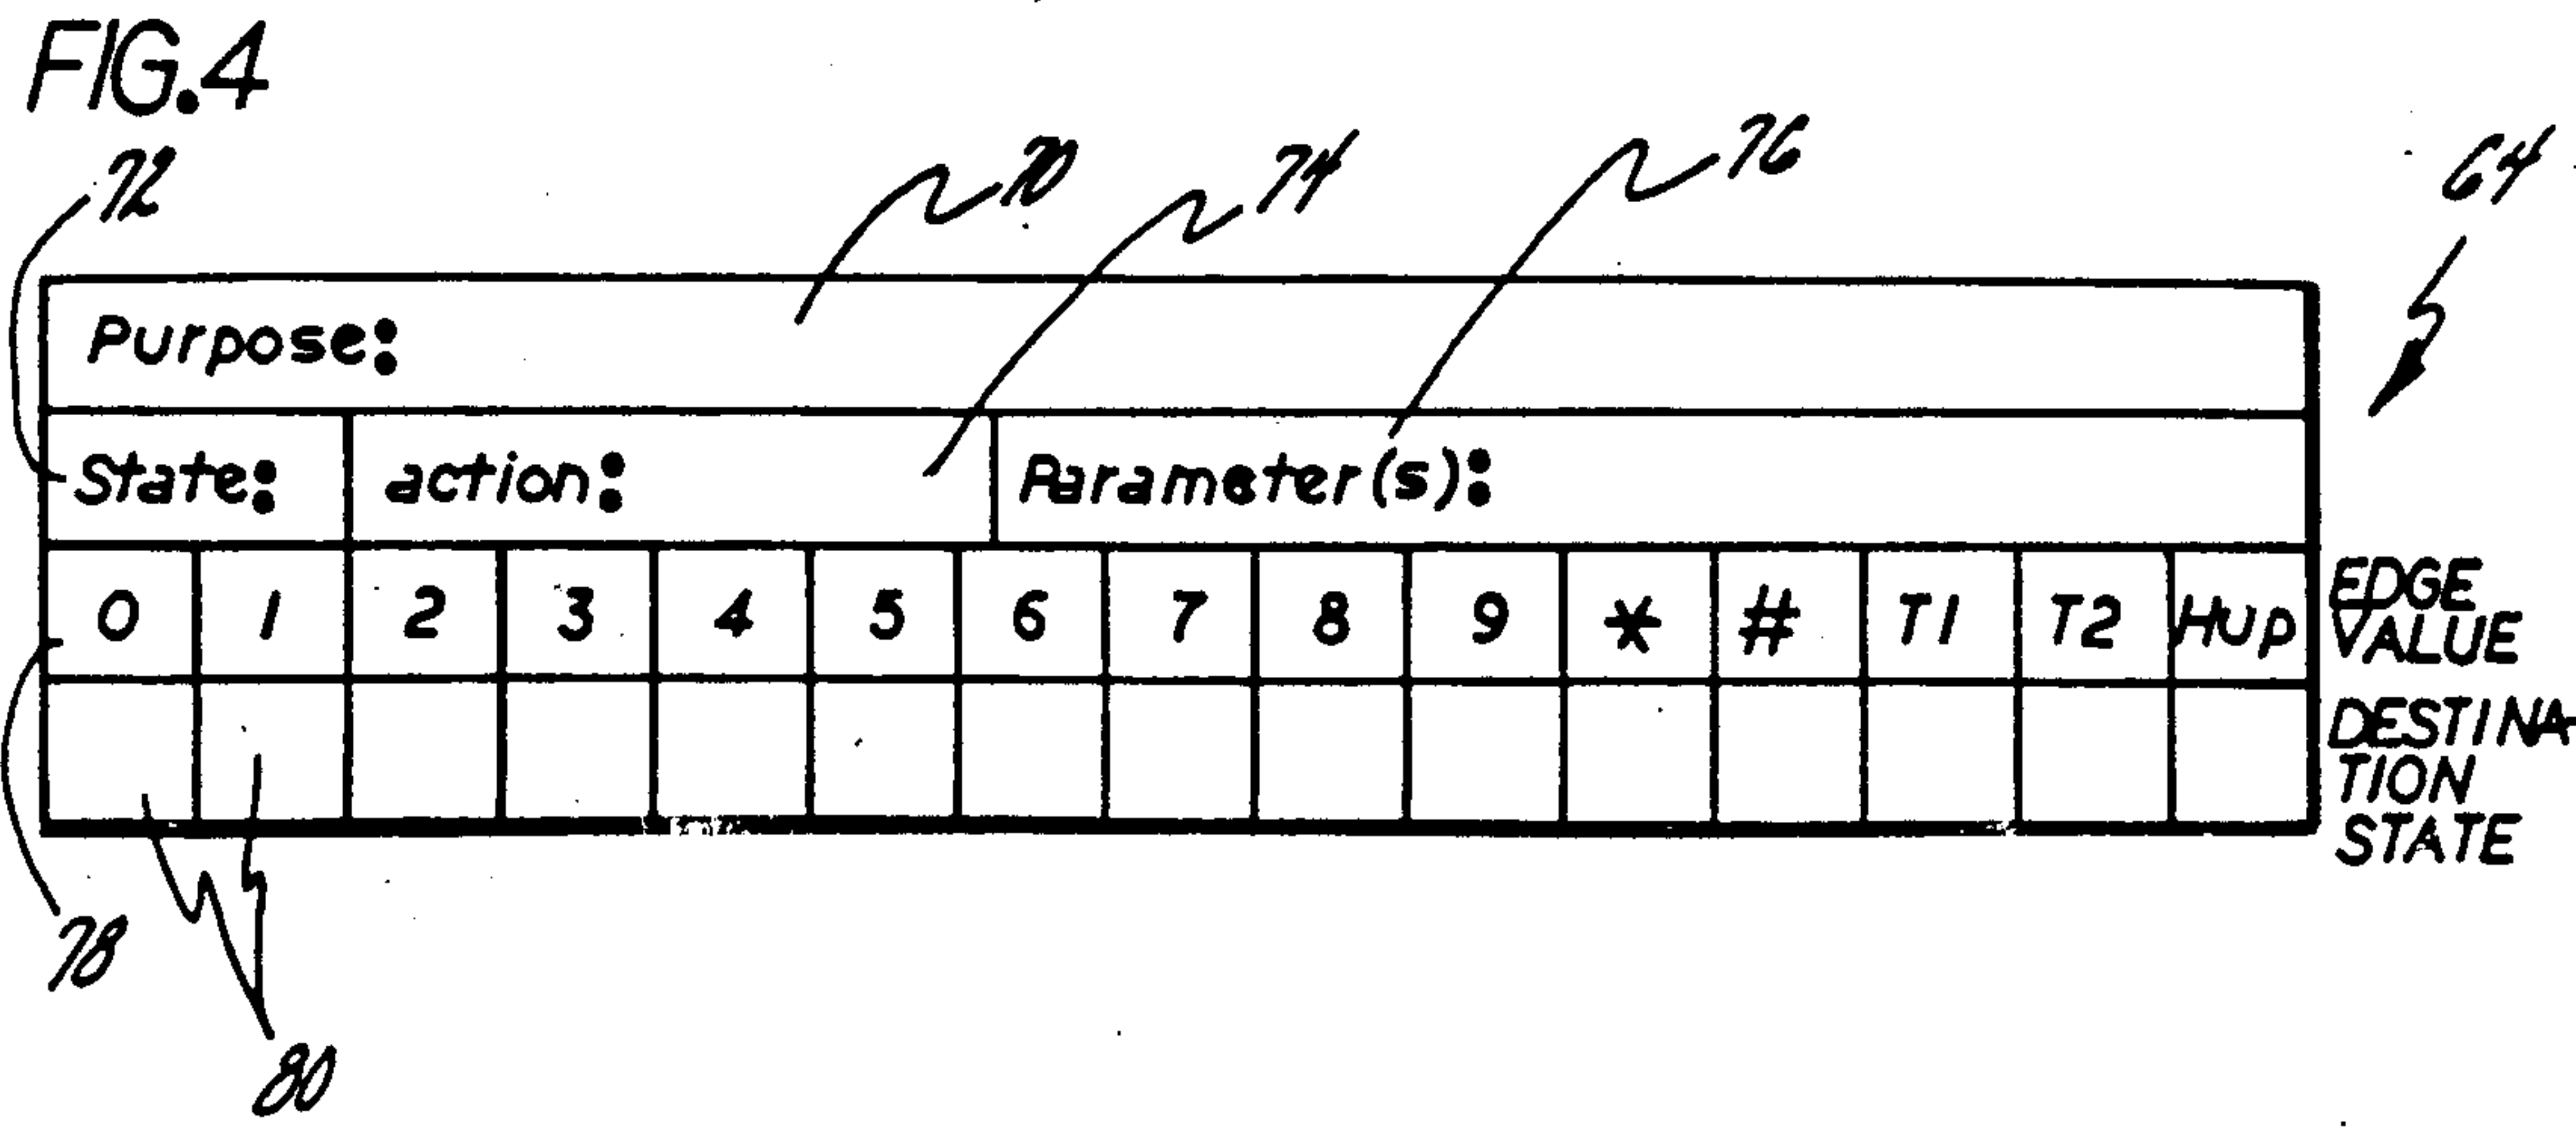 FIG.4
72
70
74
76
64
Purpose:
State: action: Parameter(s):
0 1 2 3 4 5 6 7 8 9 * # T1 T2 Hup
EDGE
VALUE
DESTINA-
TION
STATE
78
80